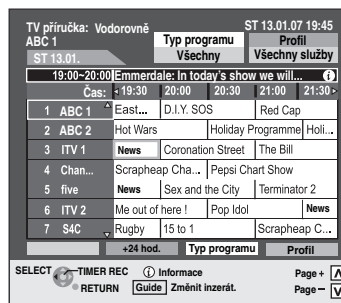 TV příručka: Vodorovně ST 13.01.07 19:45
ABC 1 Typ programu Profil
ST 13.01. Všechny Všechny služby
19:00~20:00 Emmerdale: In today's show we will...
Čas: 19:30 20:00 20:30 21:00 21:30
1 ABC 1 East... D.I.Y. SOS Red Cap
2 ABC 2 Hot Wars Holiday Programme Holi...
3 ITV 1 News Coronation Street The Bill
4 Chan... Scrapheap Cha... Pepsi Chart Show
5 five News Sex and the City Terminator 2
6 ITV 2 Me out of here ! Pop Idol News
7 S4C Rugby 15 to 1 Scrapheap C...
+24 hod. Typ programu Profil
SELECT TIMER REC i Informace Page+
RETURN Guide Změnit inzerát. Page−